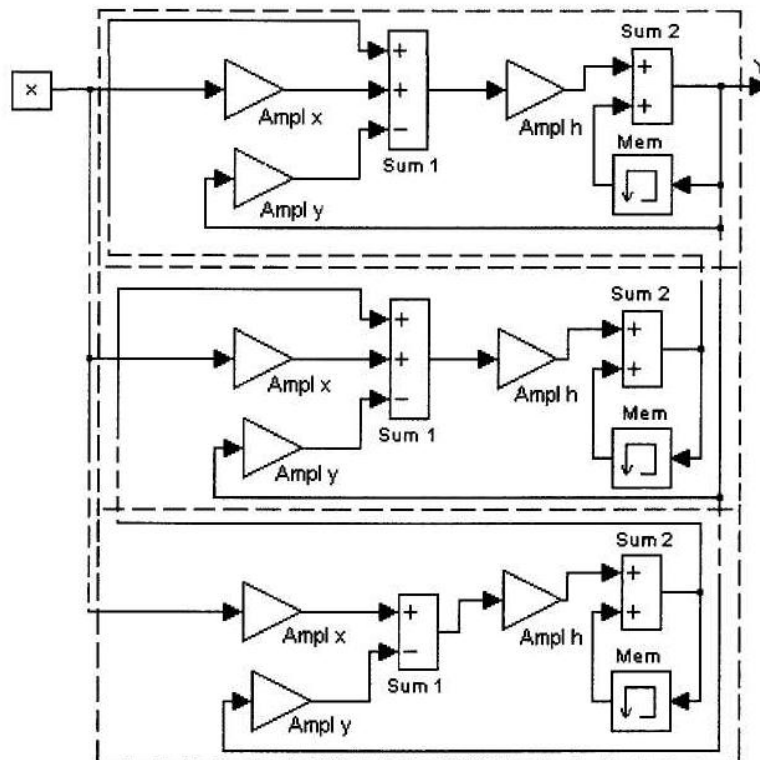 Sum 2
Y
x
+
+
−
+
+
Ampl x
Ampl h
Mem
Sum 1
Ampl y
Sum 2
+
+
−
+
+
Ampl x
Ampl h
Mem
Sum 1
Ampl y
Sum 2
+
−
+
+
Ampl x
Ampl h
Mem
Sum 1
Ampl y